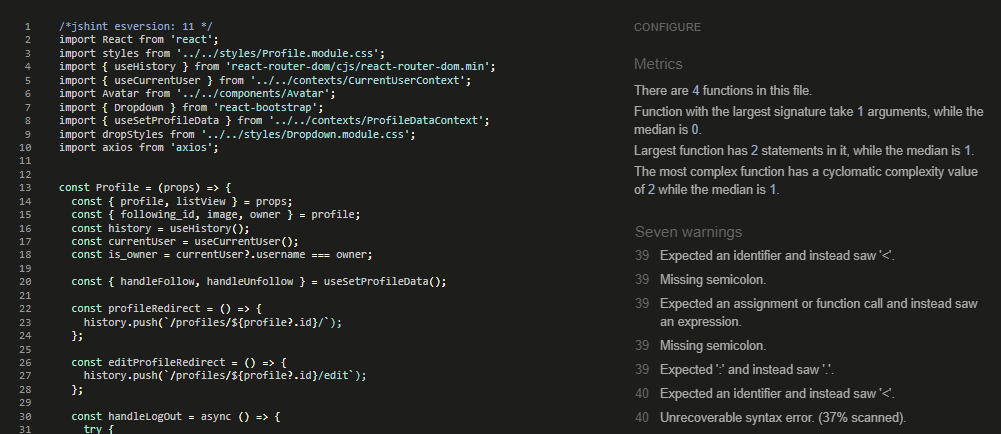 1 /*jshint esversion: 11 */
2 import React from 'react';
3 import styles from '../../styles/Profile.module.css';
4 import { useHistory } from 'react-router-dom/cjs/react-router-dom.min';
5 import { useCurrentUser } from '../../contexts/CurrentUserContext';
6 import Avatar from '../../components/Avatar';
7 import { Dropdown } from 'react-bootstrap';
8 import { useSetProfileData } from '../../contexts/ProfileDataContext';
9 import dropStyles from '../../styles/Dropdown.module.css';
10 import axios from 'axios';
11
12
13 const Profile = (props) => {
14 const { profile, listView } = props;
15 const { following_id, image, owner } = profile;
16 const history = useHistory();
17 const currentUser = useCurrentUser();
18 const is_owner = currentUser?.username === owner;
19
20 const { handleFollow, handleUnfollow } = useSetProfileData();
21
22 const profileRedirect = () => {
23 history.push(`/profiles/${profile?.id}/`);
24 };
25
26 const editProfileRedirect = () => {
27 history.push(`/profiles/${profile?.id}/edit`);
28 };
29
30 const handleLogOut = async () => {
31 try {
CONFIGURE
Metrics
There are 4 functions in this file.
Function with the largest signature take 1 arguments, while the
median is 0.
Largest function has 2 statements in it, while the median is 1.
The most complex function has a cyclomatic complexity value
of 2 while the median is 1.
Seven warnings
39 Expected an identifier and instead saw '<'.
39 Missing semicolon.
39 Expected an assignment or function call and instead saw
an expression.
39 Missing semicolon.
39 Expected ':' and instead saw '.'.
40 Expected an identifier and instead saw '<'.
40 Unrecoverable syntax error. (37% scanned).